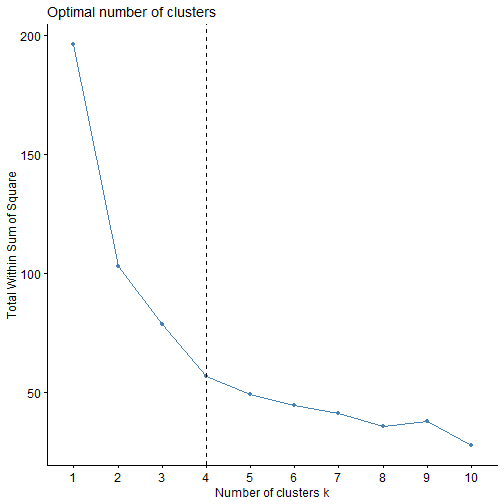 Optimal number of clusters
Total Within Sum of Square
200
150
100
50
1 2 3 4 5 6 7 8 9 10
Number of clusters k